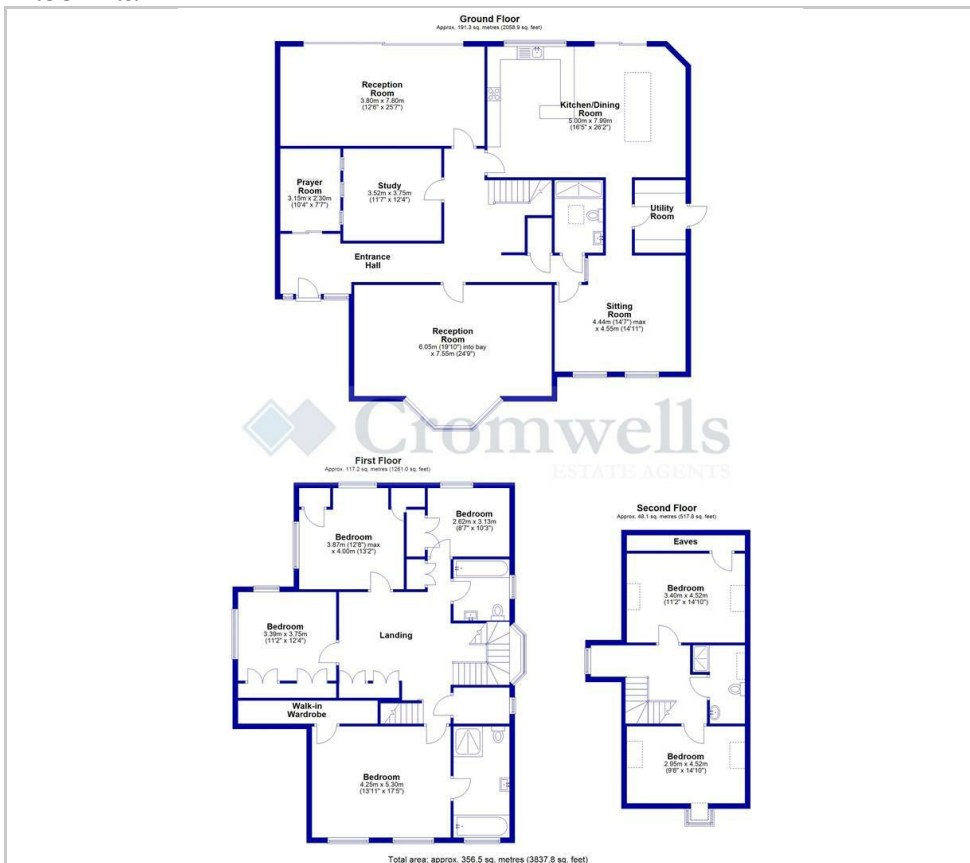 Ground Floor
Approx. 191.3 sq. metres (2058.9 sq. feet)
Reception
Room
3.80m x 7.80m
(12'6" x 25'7")
Kitchen/Dining
Room
5.00m x 7.99m
(16'5" x 26'2")
Prayer
Room
3.15m x 2.30m
(10'4" x 7'7")
Study
3.52m x 3.75m
(11'7" x 12'4")
Utility
Room
Entrance
Hall
Reception
Room
6.05m (19'10") into bay
x 7.55m (24'9")
Sitting
Room
4.44m (14'7") max
x 4.55m (14'11")
Cromwells
ESTATE AGENTS
First Floor
Approx. 117.2 sq. metres (1261.0 sq. feet)
Bedroom
3.87m (12'8") max
x 4.00m (13'2")
Bedroom
2.62m x 3.13m
(8'7" x 10'3")
Bedroom
3.39m x 3.75m
(11'2" x 12'4")
Landing
Walk-in
Wardrobe
Bedroom
4.25m x 5.30m
(13'11" x 17'5")
Second Floor
Approx. 48.1 sq. metres (517.8 sq. feet)
Eaves
Bedroom
3.40m x 4.52m
(11'2" x 14'10")
Bedroom
2.95m x 4.52m
(9'8" x 14'10")
Total area: approx. 356.5 sq. metres (3837.8 sq. feet)